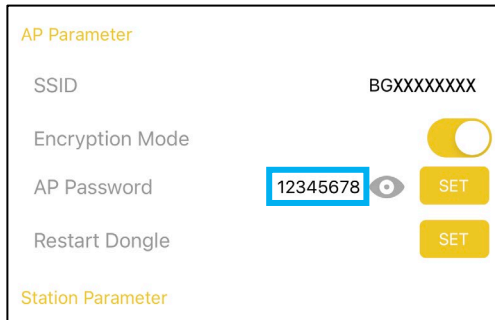 AP Parameter
SSID BGXXXXXXXX
Encryption Mode
AP Password 12345678 SET
Restart Dongle SET
Station Parameter